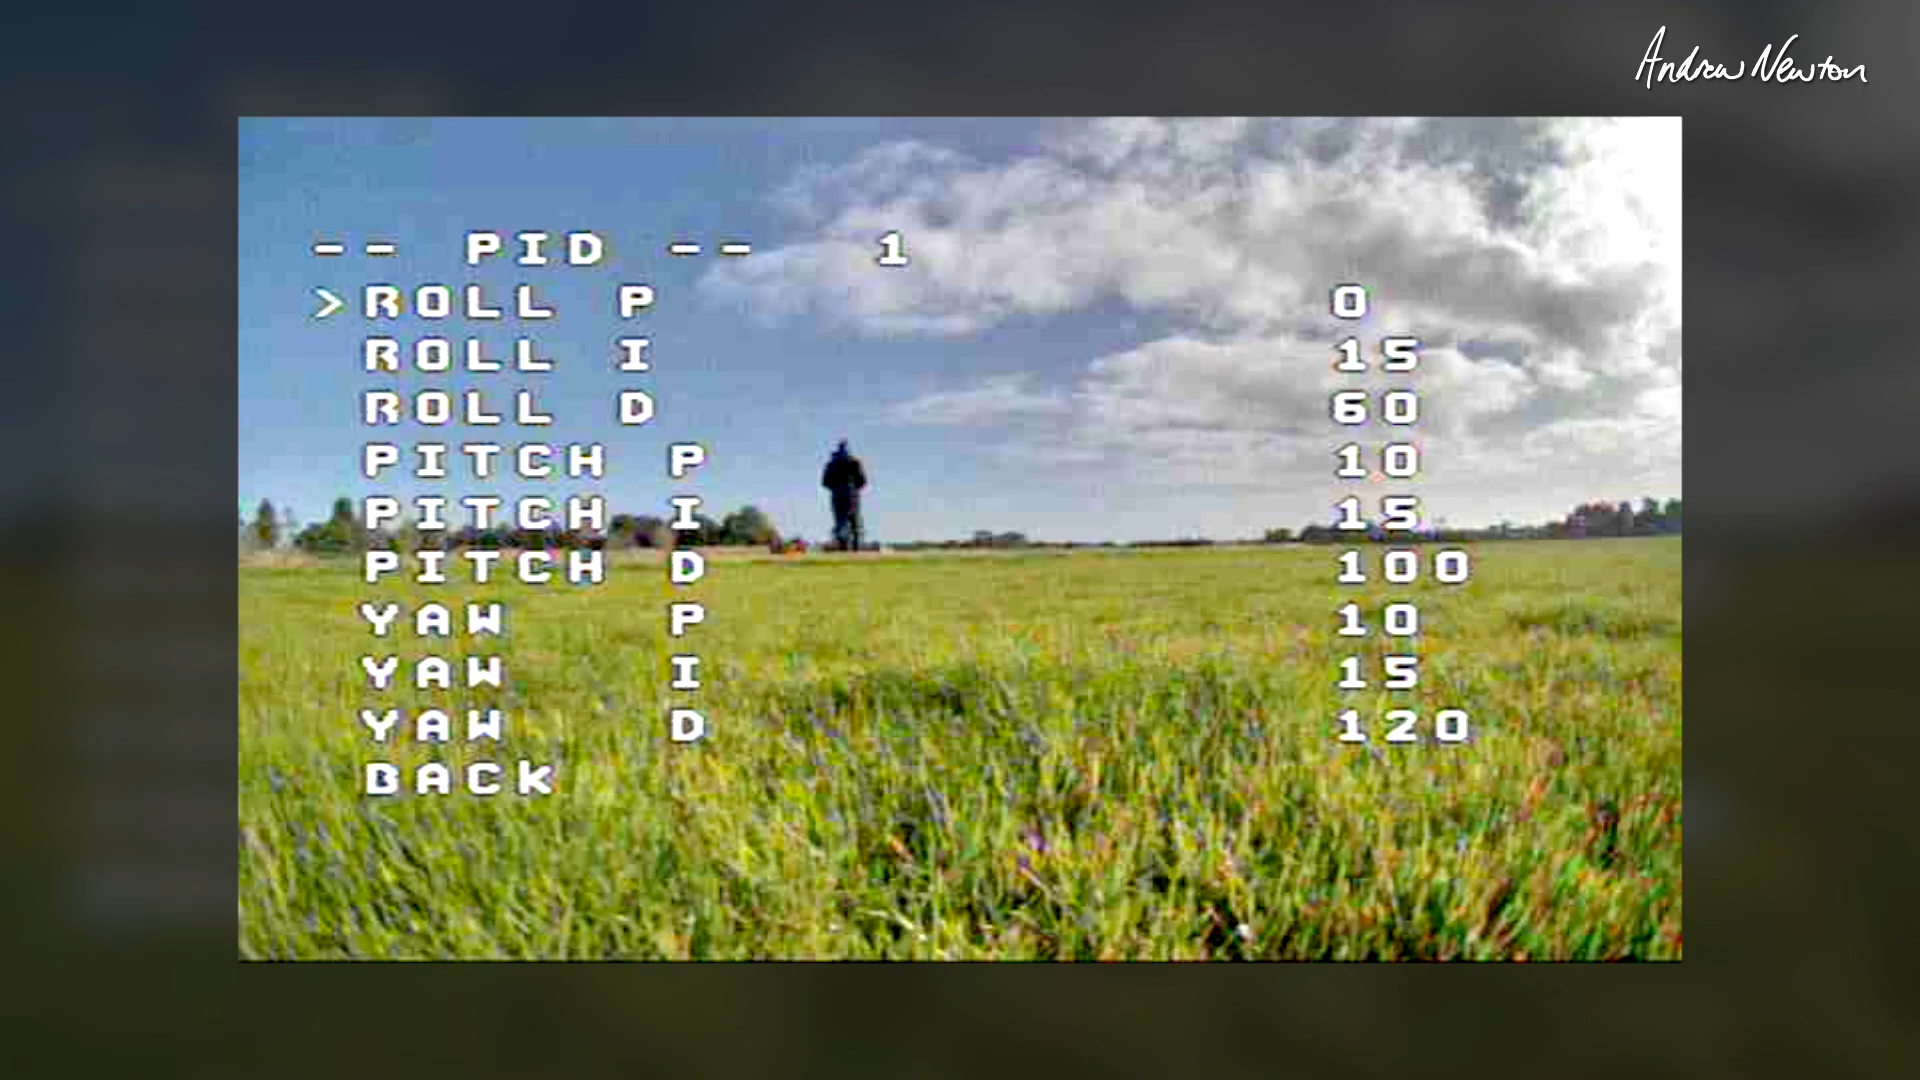 Andrew Newton
-- PID -- 1
>ROLL P 0
ROLL I 15
ROLL D 60
PITCH P 10
PITCH I 15
PITCH D 100
YAW P 10
YAW I 15
YAW D 120
BACK